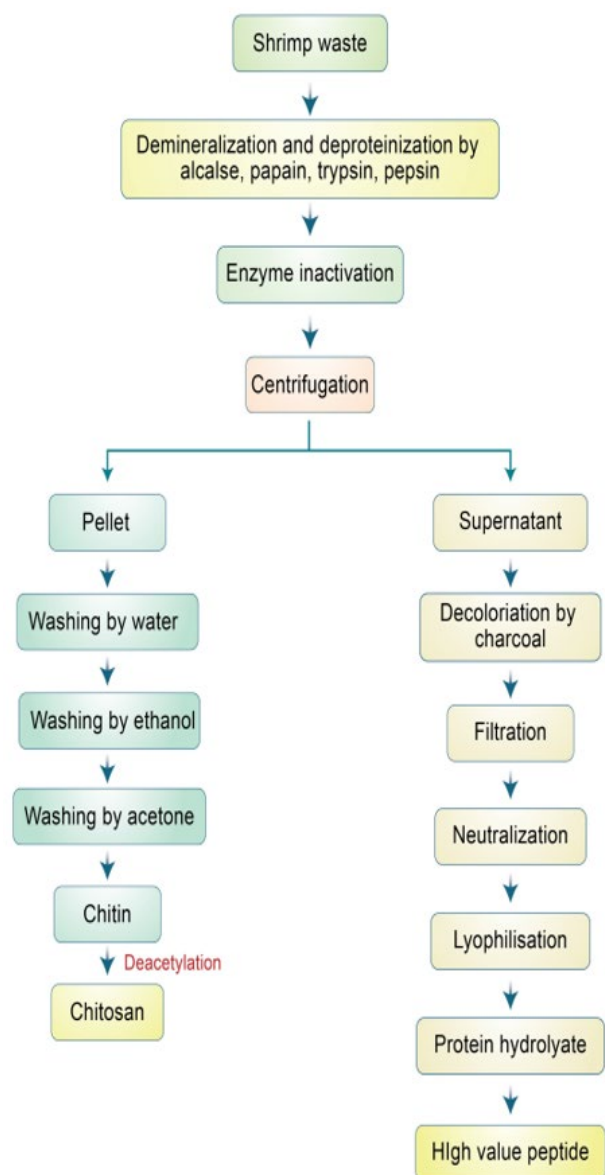 Shrimp waste
Demineralization and deproteinization by
alcalse, papain, trypsin, pepsin
Enzyme inactivation
Centrifugation
Pellet
Washing by water
Washing by ethanol
Washing by acetone
Chitin
Deacetylation
Chitosan
Supernatant
Decoloriation by
charcoal
Filtration
Neutralization
Lyophilisation
Protein hydrolyate
HIgh value peptide